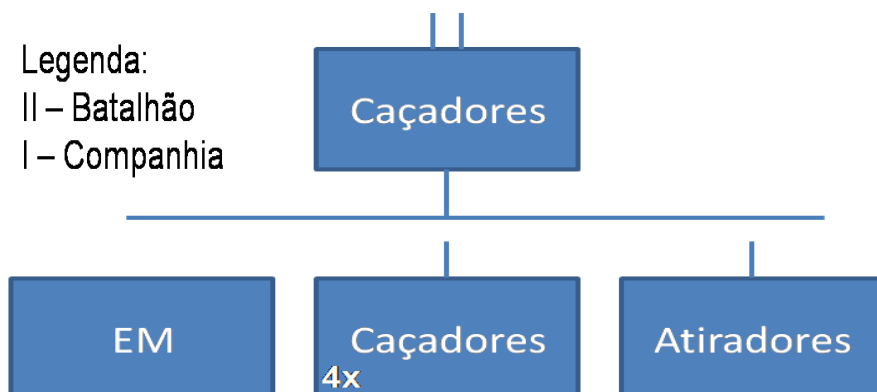 Legenda:
II – Batalhão
I – Companhia
Caçadores
EM
Caçadores
4x
Atiradores